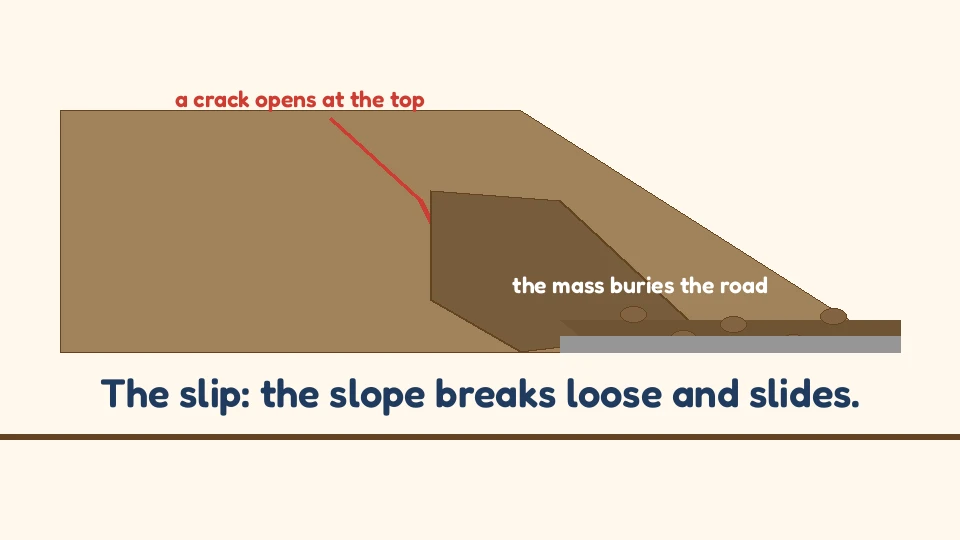 a crack opens at the top
the mass buries the road
The slip: the slope breaks loose and slides.